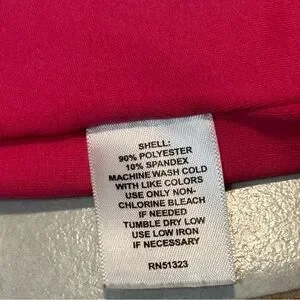 SHELL:
90% POLYESTER
10% SPANDEX
MACHINE WASH COLD
WITH LIKE COLORS
USE ONLY NON-
CHLORINE BLEACH
IF NEEDED
TUMBLE DRY LOW
USE LOW IRON
IF NECESSARY
RN51323